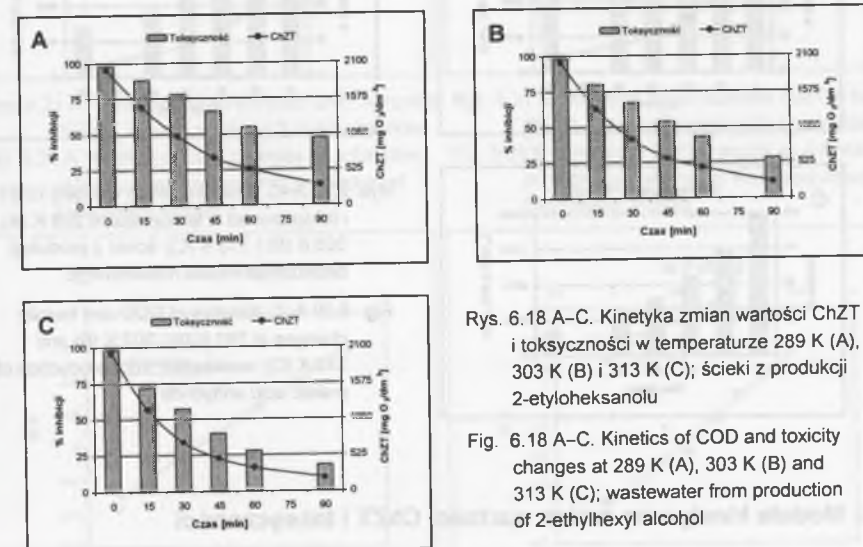 A
Toksyczność ChZT
% inhibicji
100
75
50
25
0
2100
1575
1050
525
0
ChZT (mg O₂/dm³)
0 15 30 45 60 75 90
Czas [min]
B
Toksyczność ChZT
% inhibicji
100
75
50
25
0
2100
1575
1050
525
0
ChZT (mg O₂/dm³)
0 15 30 45 60 75 90
Czas [min]
C
Toksyczność ChZT
% inhibicji
100
75
50
25
0
2100
1575
1050
525
0
ChZT (mg O₂/dm³)
0 15 30 45 60 75 90
Czas [min]
Rys. 6.18 A–C. Kinetyka zmian wartości ChZT
i toksyczności w temperaturze 289 K (A),
303 K (B) i 313 K (C); ścieki z produkcji
2-etyloheksanolu
Fig. 6.18 A–C. Kinetics of COD and toxicity
changes at 289 K (A), 303 K (B) and
313 K (C); wastewater from production
of 2-ethylhexyl alcohol